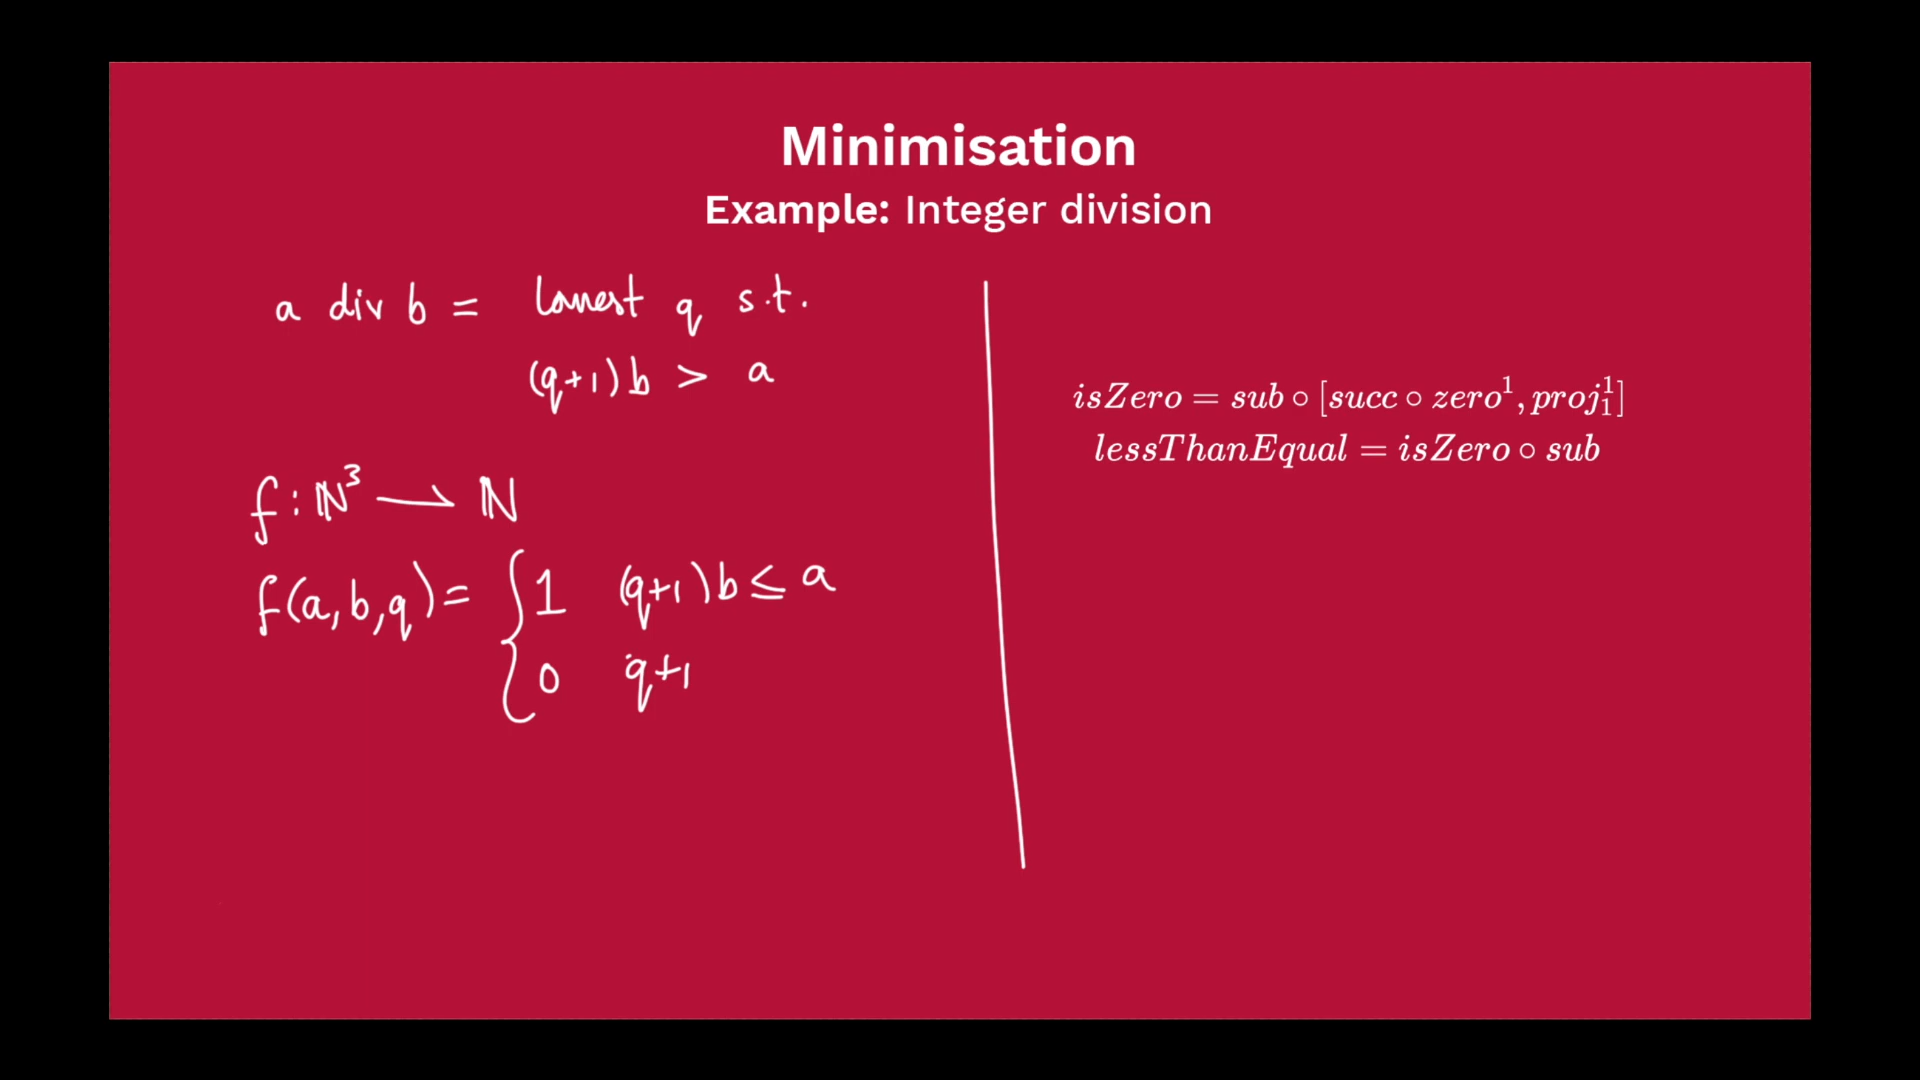 Minimisation
Example: Integer division
a div b = lowest q s.t.
(q+1)b > a
f : ℕ³ → ℕ
f(a,b,q) = { 1 (q+1)b ≤ a
0 q+1
isZero = sub ∘ [succ ∘ zero¹, proj₁¹]
lessThanEqual = isZero ∘ sub